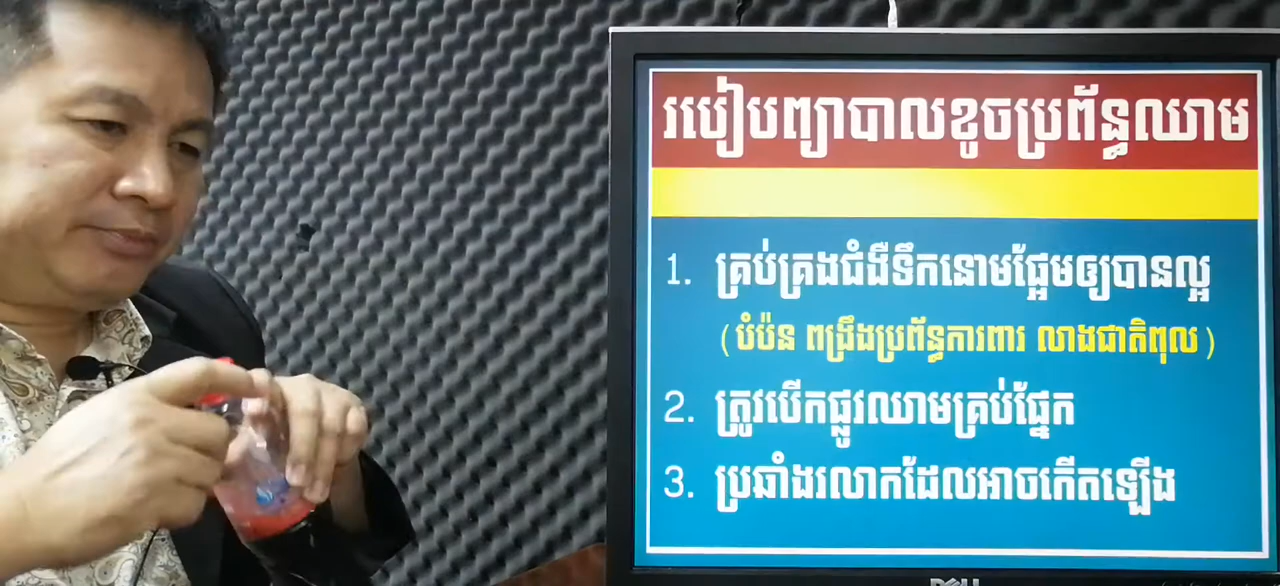 របៀបព្យាបាលខូចប្រព័ន្ធឈាម
1. គ្រប់គ្រងជំងឺទឹកនោមផ្អែមឲ្យបានល្អ
(បំប៉ន ពង្រឹងប្រព័ន្ធការពារ លាងជាតិពុល)
2. ត្រូវបើកផ្លូវឈាមគ្រប់ផ្នែក
3. ប្រឆាំងរលាកដែលអាចកើតឡើង
DELL